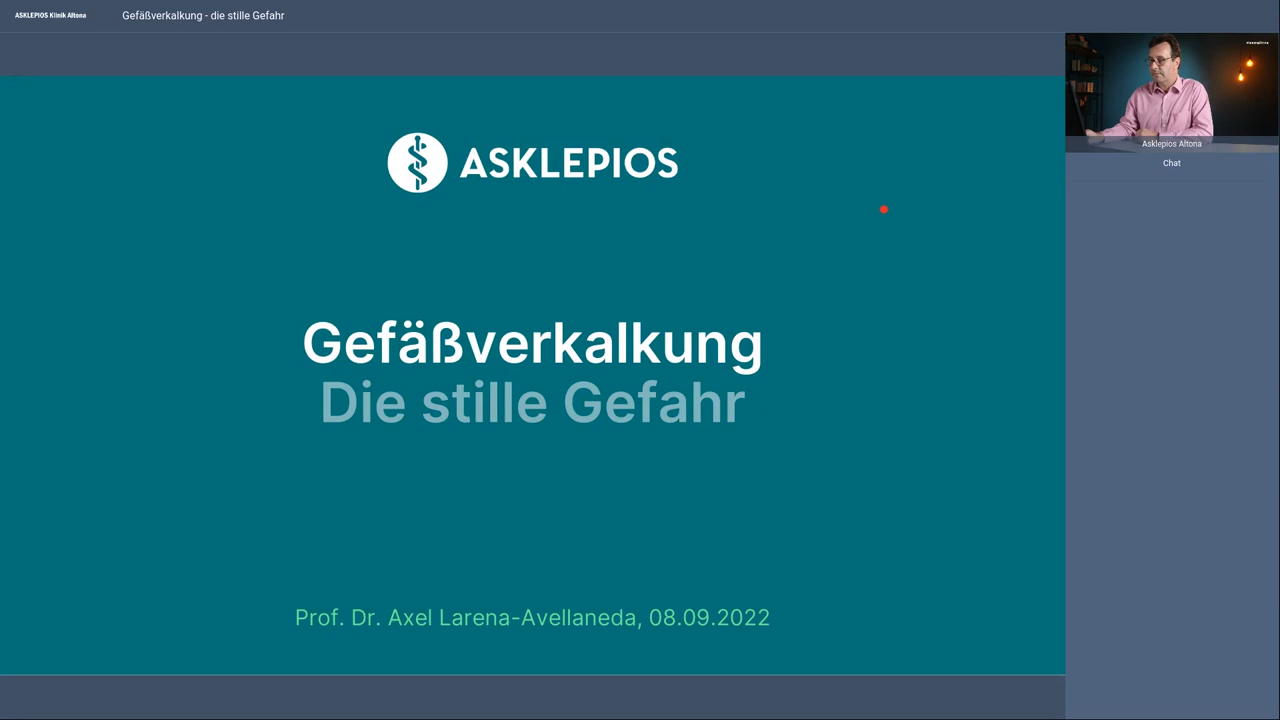 ASKLEPIOS Klinik Altona
Gefäßverkalkung - die stille Gefahr
ASKLEPIOS
Gefäßverkalkung
Die stille Gefahr
Prof. Dr. Axel Larena-Avellaneda, 08.09.2022
Asklepios Altona
Chat